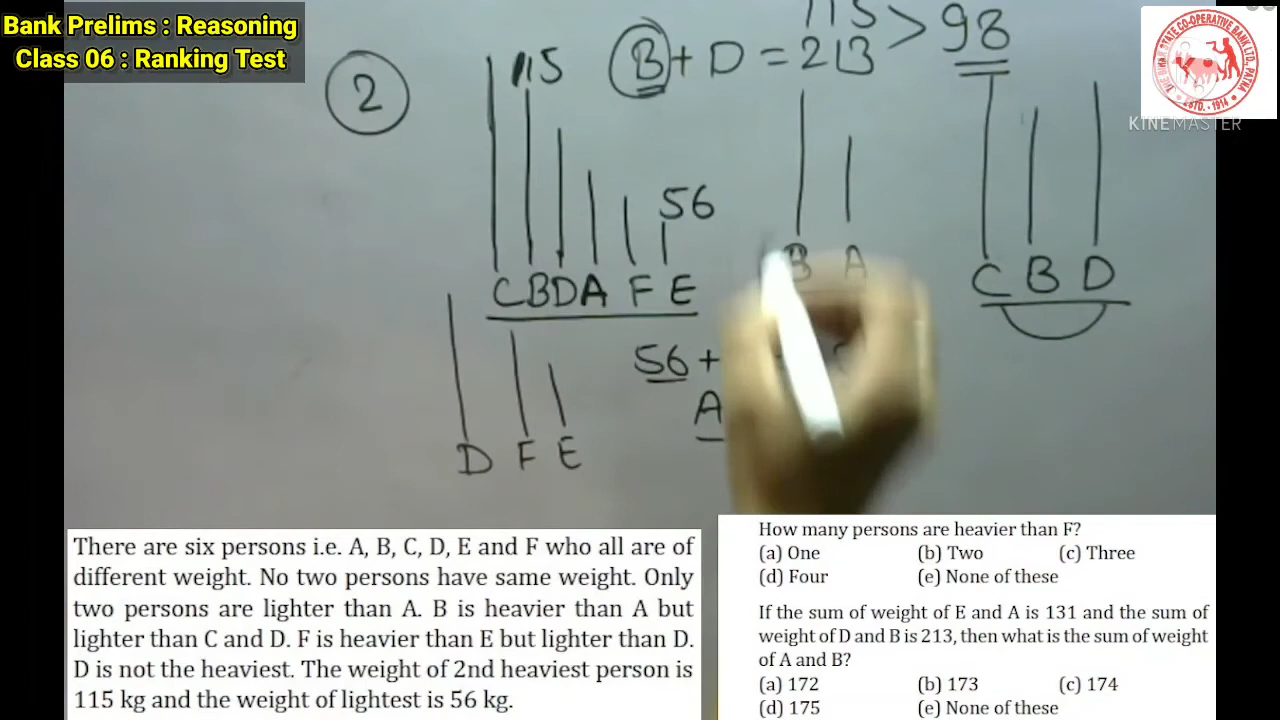 Bank Prelims : Reasoning
Class 06 : Ranking Test
2
115
B + D = 213
115 > 98
56
C B D A F E
B A
C B D
56 +
A
D F E
KINEMASTER
There are six persons i.e. A, B, C, D, E and F who all are of
different weight. No two persons have same weight. Only
two persons are lighter than A. B is heavier than A but
lighter than C and D. F is heavier than E but lighter than D.
D is not the heaviest. The weight of 2nd heaviest person is
115 kg and the weight of lightest is 56 kg.
How many persons are heavier than F?
(a) One (b) Two (c) Three
(d) Four (e) None of these
If the sum of weight of E and A is 131 and the sum of
weight of D and B is 213, then what is the sum of weight
of A and B?
(a) 172 (b) 173 (c) 174
(d) 175 (e) None of these